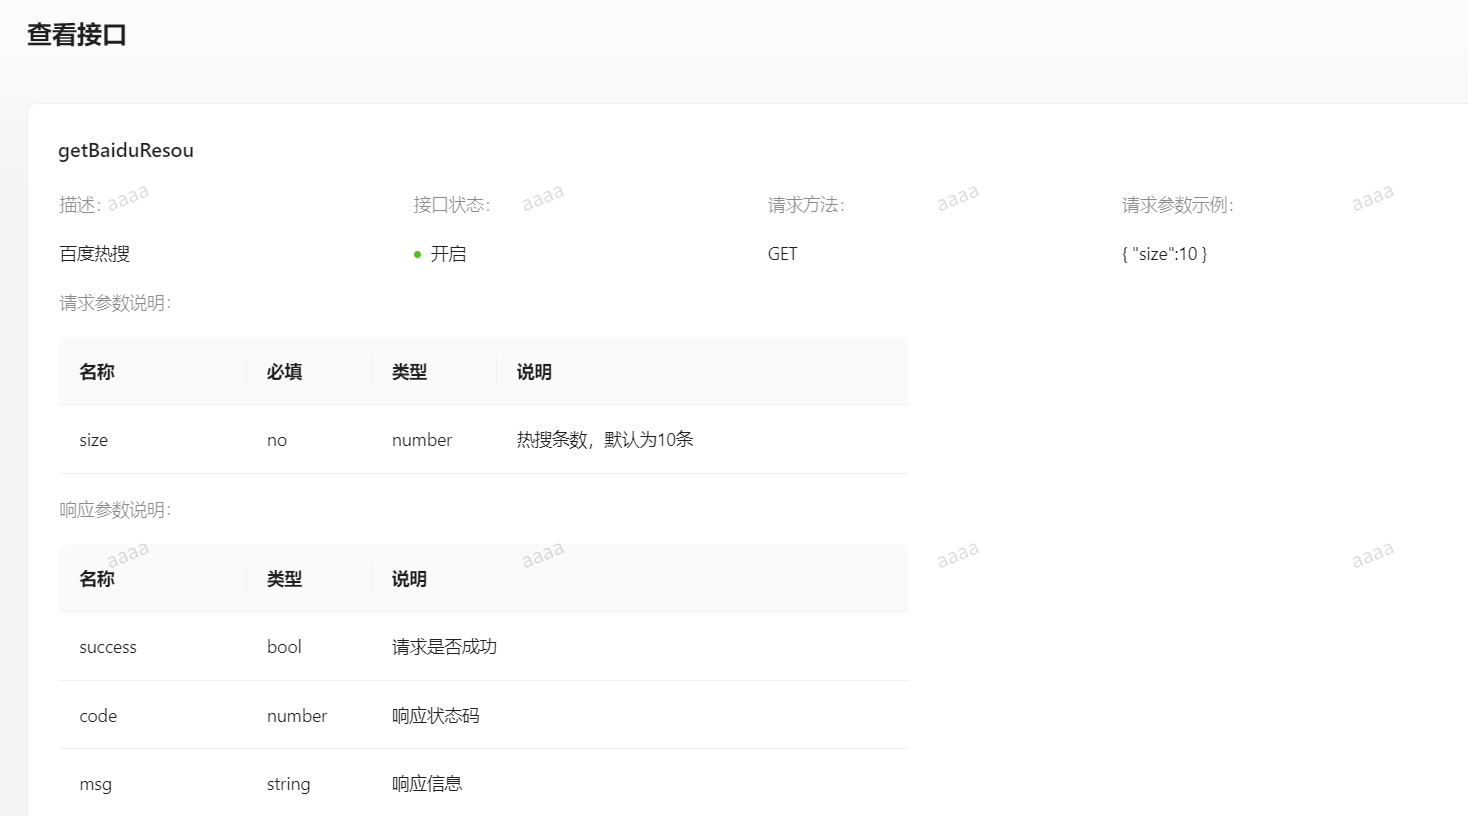 查看接口
getBaiduResou
描述： aaaa 接口状态： aaaa 请求方法： aaaa 请求参数示例： aaaa
百度热搜 开启 GET { "size":10 }
请求参数说明：
名称 必填 类型 说明
size no number 热搜条数，默认为10条
响应参数说明：
aaaa aaaa aaaa aaaa
名称 类型 说明
success bool 请求是否成功
code number 响应状态码
msg string 响应信息